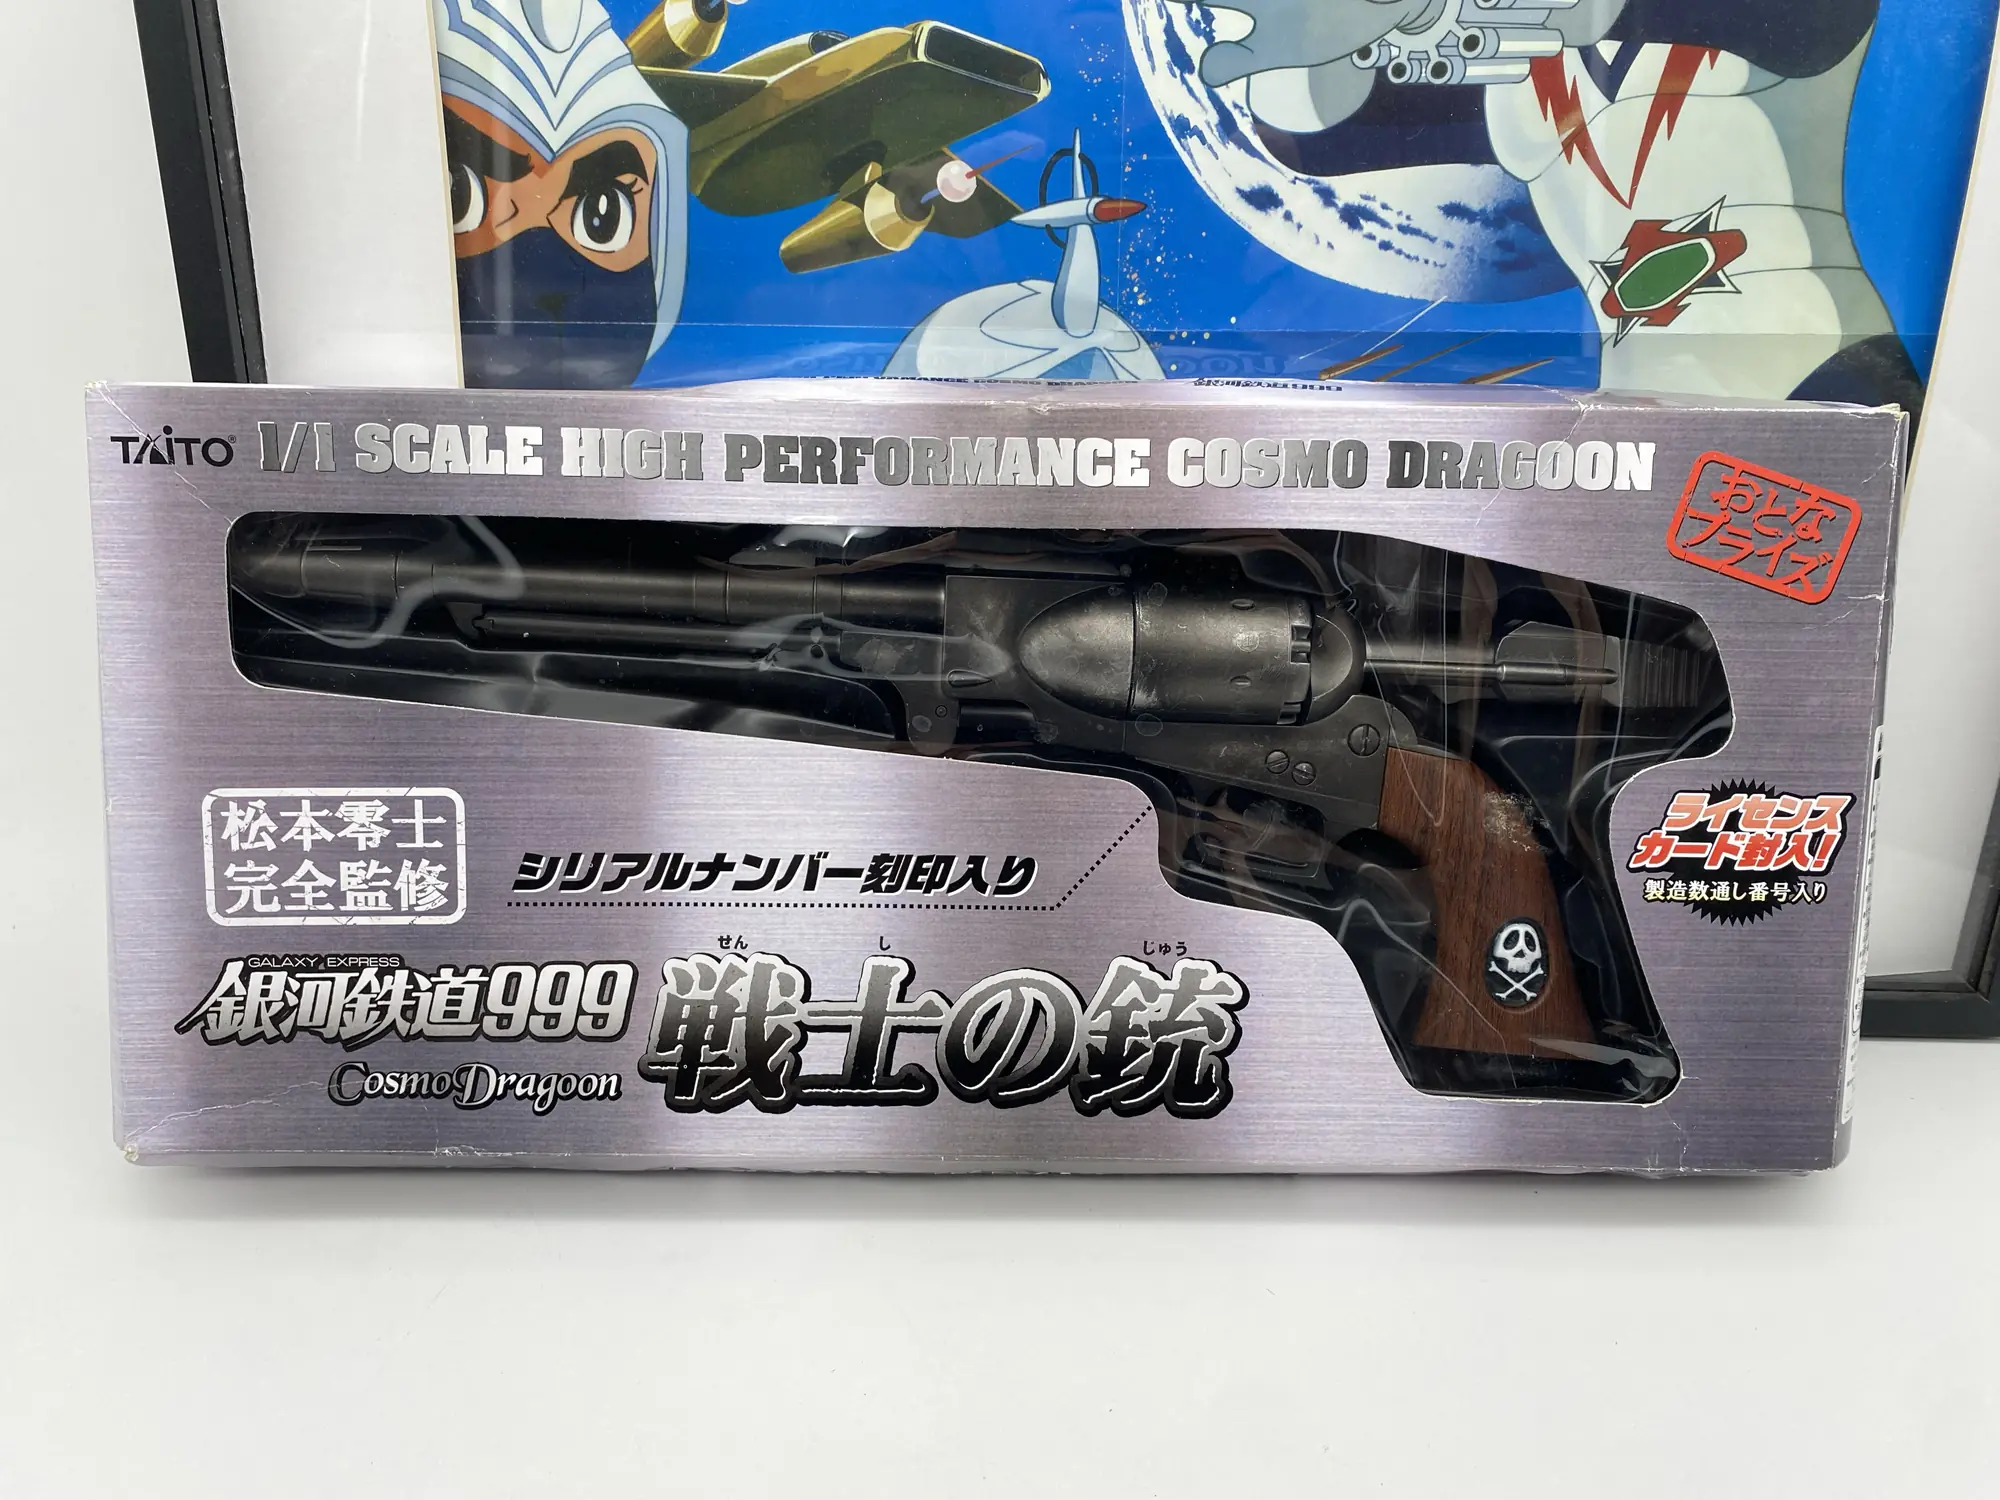 TAITO® 1/1 SCALE HIGH PERFORMANCE COSMO DRAGOON
おとな
プライズ
松本零士
完全監修
シリアルナンバー刻印入り
ライセンス
カード封入!
製造数通し番号入り
GALAXY EXPRESS
銀河鉄道999
Cosmo Dragoon
せん し じゅう
戦士の銃